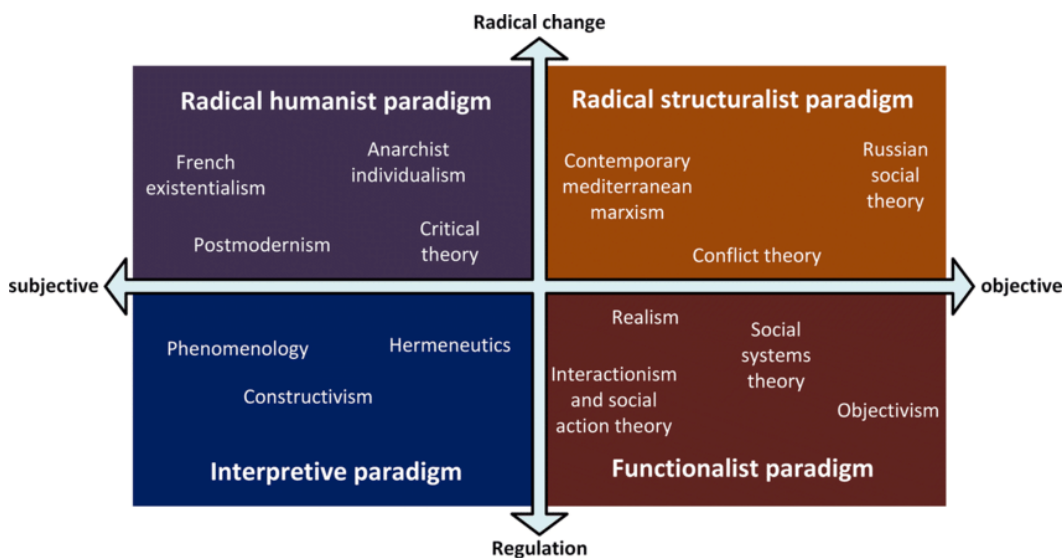 Radical change
Radical humanist paradigm
French
existentialism
Anarchist
individualism
Postmodernism
Critical
theory
Radical structuralist paradigm
Contemporary
mediterranean
marxism
Russian
social
theory
Conflict theory
subjective
objective
Phenomenology
Hermeneutics
Constructivism
Interpretive paradigm
Realism
Social
systems
theory
Interactionism
and social
action theory
Objectivism
Functionalist paradigm
Regulation